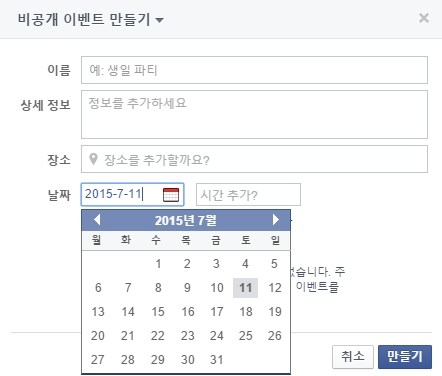 비공개 이벤트 만들기
이름 예: 생일 파티
상세 정보 정보를 추가하세요
장소 장소를 추가할까요?
날짜 2015-7-11 시간 추가?
2015년 7월
월 화 수 목 금 토 일
1 2 3 4 5
6 7 8 9 10 11 12
13 14 15 16 17 18 19
20 21 22 23 24 25 26
27 28 29 30 31
없습니다. 주
이벤트를
취소 만들기